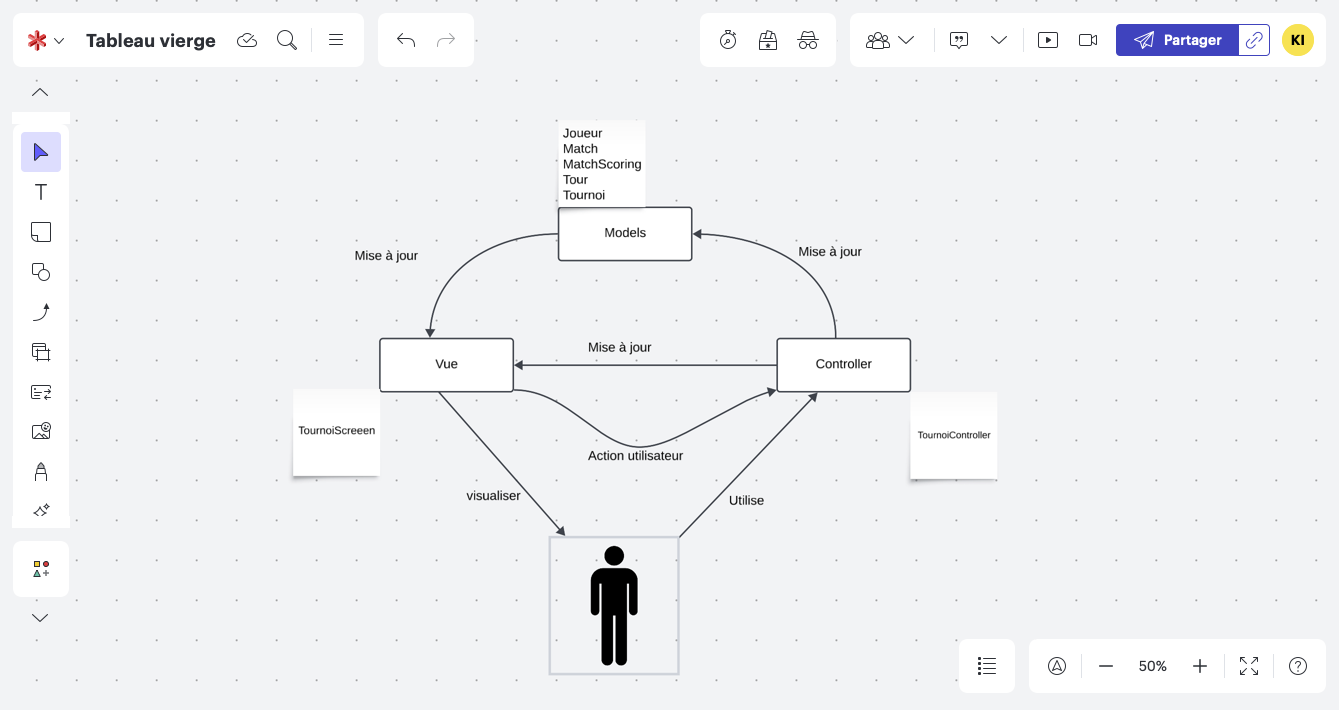 Tableau vierge
Partager
KI
Joueur
Match
MatchScoring
Tour
Tournoi
Models
Mise à jour
Mise à jour
Mise à jour
Vue
Controller
TournoiScreeen
TournoiController
Action utilisateur
visualiser
Utilise
50%